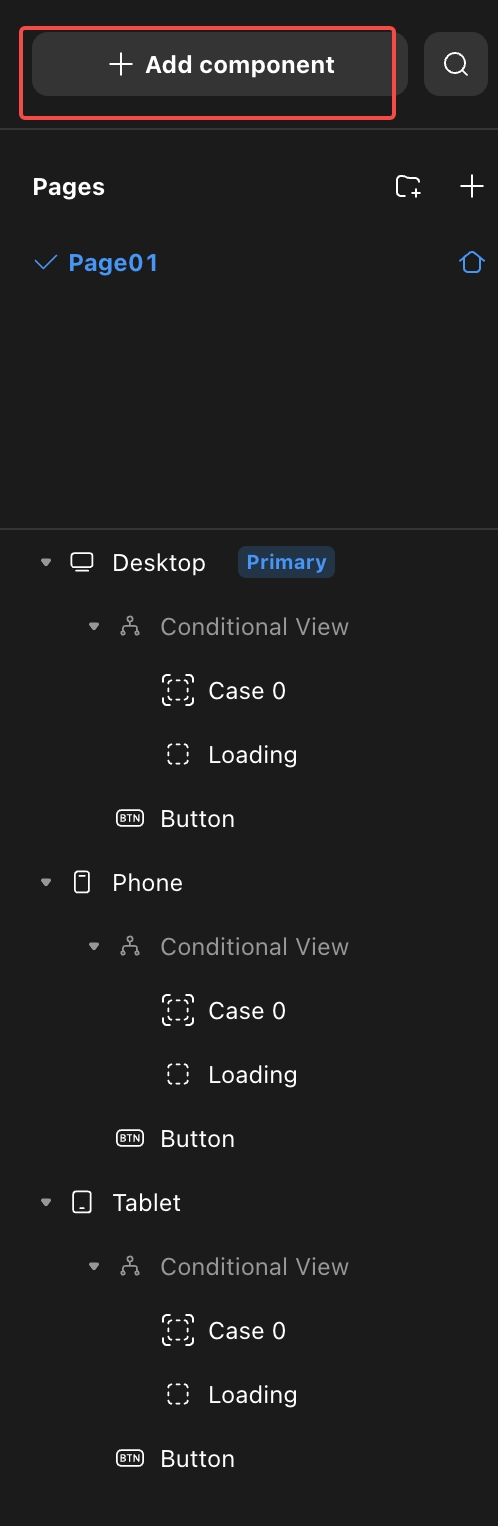 Add component
Pages
Page01
Desktop Primary
Conditional View
Case 0
Loading
BTN Button
Phone
Conditional View
Case 0
Loading
BTN Button
Tablet
Conditional View
Case 0
Loading
BTN Button